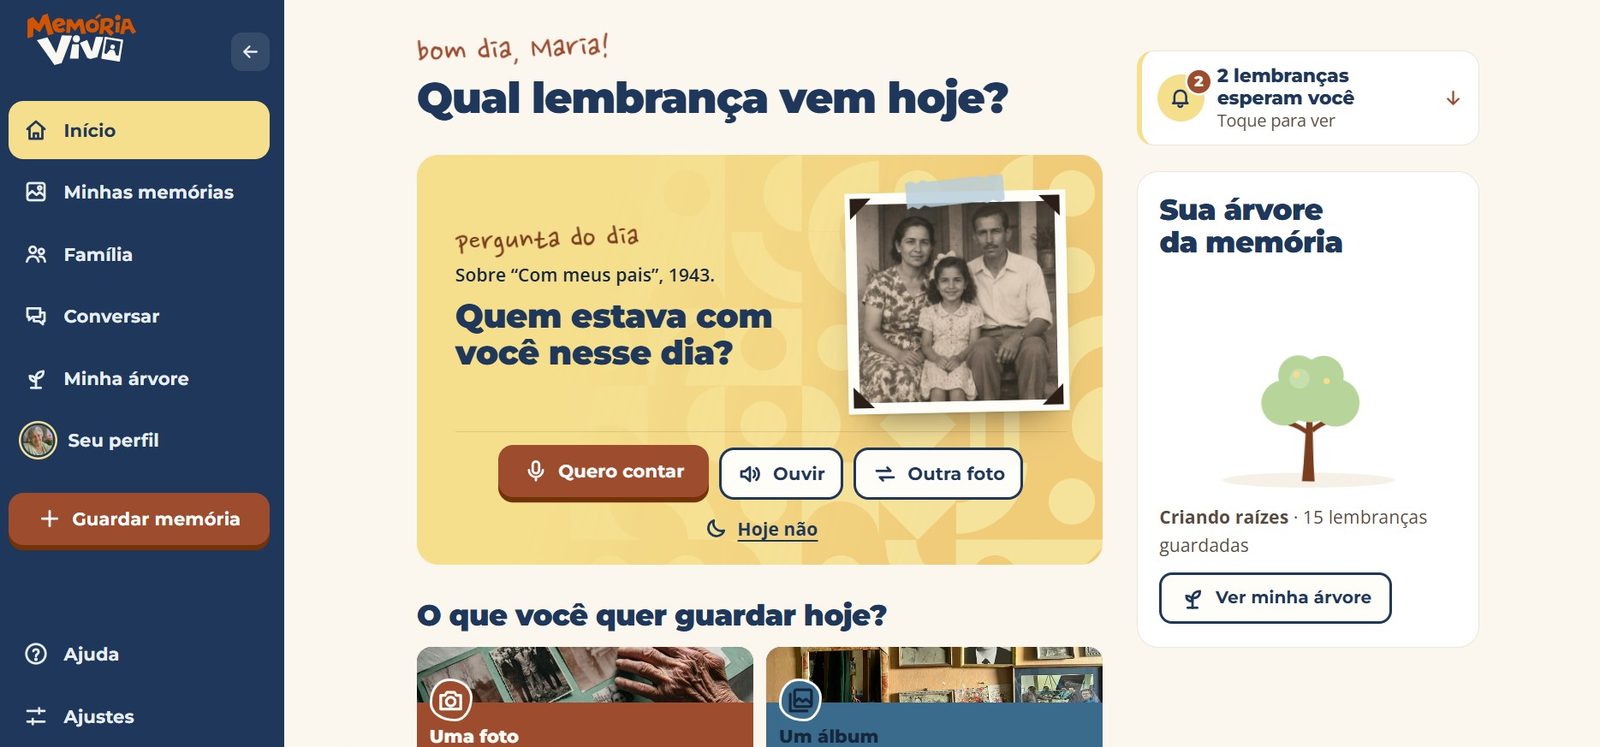 Memória
Viva
Início
Minhas memórias
Família
Conversar
Minha árvore
Seu perfil
Guardar memória
Ajuda
Ajustes
bom dia, Maria!
Qual lembrança vem hoje?
pergunta do dia
Sobre “Com meus pais”, 1943.
Quem estava com
você nesse dia?
Quero contar
Ouvir
Outra foto
Hoje não
O que você quer guardar hoje?
Uma foto
Um álbum
2
2 lembranças
esperam você
Toque para ver
Sua árvore
da memória
Criando raízes · 15 lembranças
guardadas
Ver minha árvore